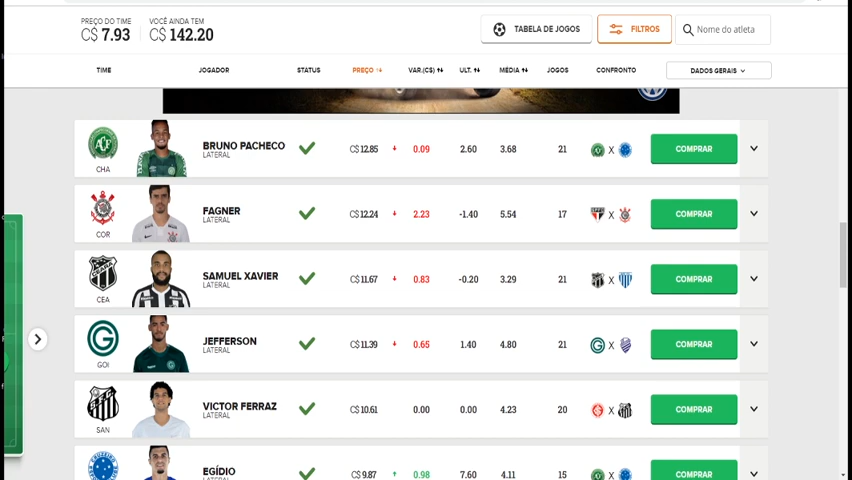 PREÇO DO TIME VOCÊ AINDA TEM
C$ 7.93 C$ 142.20
TABELA DE JOGOS FILTROS Nome do atleta
TIME JOGADOR STATUS PREÇO VAR.(C$) ULT. MÉDIA JOGOS CONFRONTO DADOS GERAIS
BRUNO PACHECO
LATERAL
CHA
C$ 12.85 0.09 2.60 3.68 21 X COMPRAR
FAGNER
LATERAL
COR
C$ 12.24 2.23 -1.40 5.54 17 X COMPRAR
SAMUEL XAVIER
LATERAL
CEA
C$ 11.67 0.83 -0.20 3.29 21 X COMPRAR
JEFFERSON
LATERAL
GOI
C$ 11.39 0.65 1.40 4.80 21 X COMPRAR
VICTOR FERRAZ
LATERAL
SAN
C$ 10.61 0.00 0.00 4.23 20 X COMPRAR
EGÍDIO
LATERAL
C$ 9.87 0.98 7.60 4.11 15 X COMPRAR